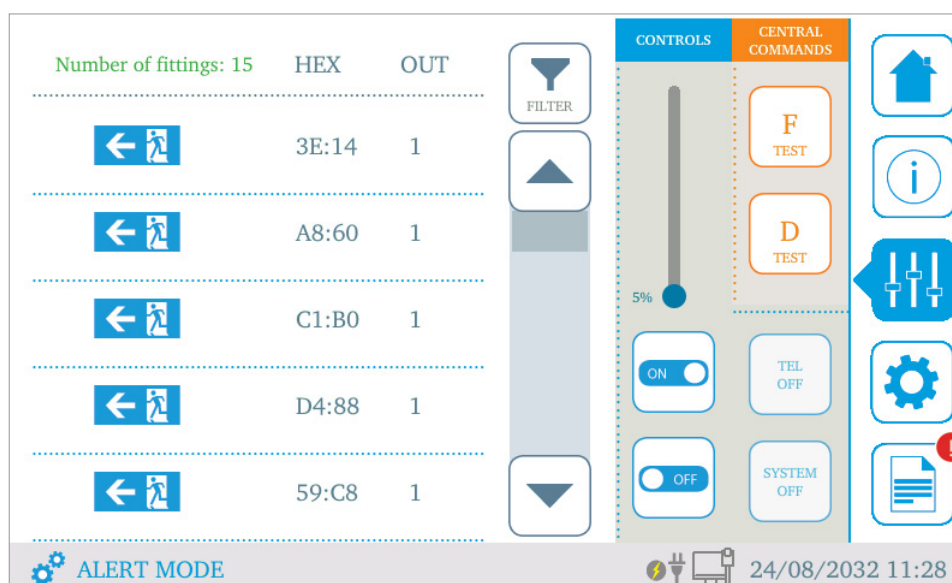 Number of fittings: 15 HEX OUT
3E:14 1
A8:60 1
C1:B0 1
D4:88 1
59:C8 1
FILTER
CONTROLS
5%
ON
OFF
CENTRAL
COMMANDS
F
TEST
D
TEST
TEL
OFF
SYSTEM
OFF
i
!
ALERT MODE
24/08/2032 11:28